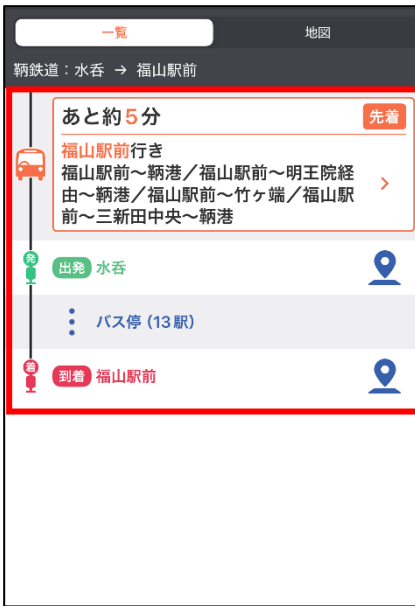 一覧
地図
鞆鉄道：水呑 → 福山駅前
あと約5分
先着
福山駅前行き
福山駅前～鞆港／福山駅前～明王院経
由～鞆港／福山駅前～竹ヶ端／福山駅
前～三新田中央～鞆港
発
出発 水呑
バス停（13駅）
着
到着 福山駅前